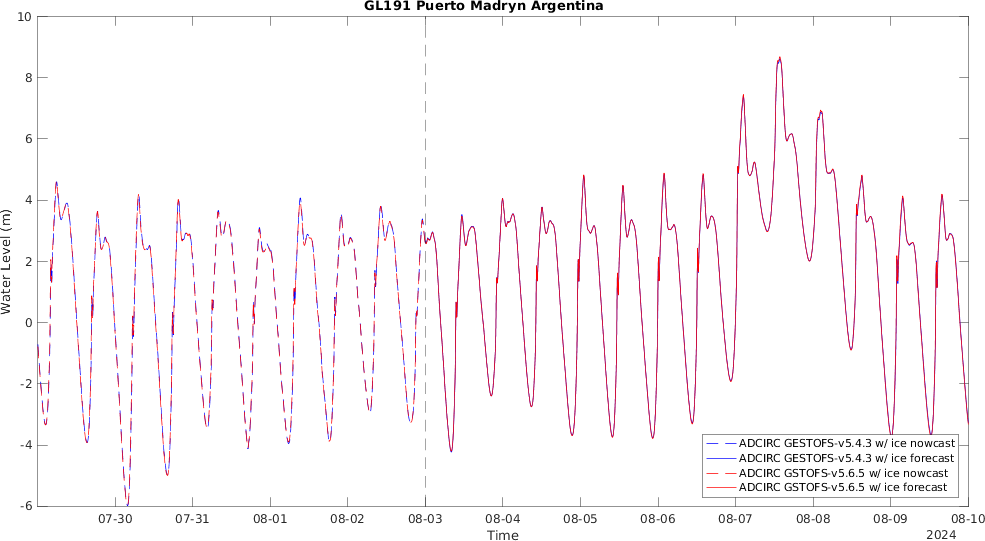 GL191 Puerto Madryn Argentina
10
8
6
4
2
0
-2
-4
-6
Water Level (m)
ADCIRC GESTOFS-v5.4.3 w/ ice nowcast
ADCIRC GESTOFS-v5.4.3 w/ ice forecast
ADCIRC GSTOFS-v5.6.5 w/ ice nowcast
ADCIRC GSTOFS-v5.6.5 w/ ice forecast
07-30 07-31 08-01 08-02 08-03 08-04 08-05 08-06 08-07 08-08 08-09 08-10
Time
2024